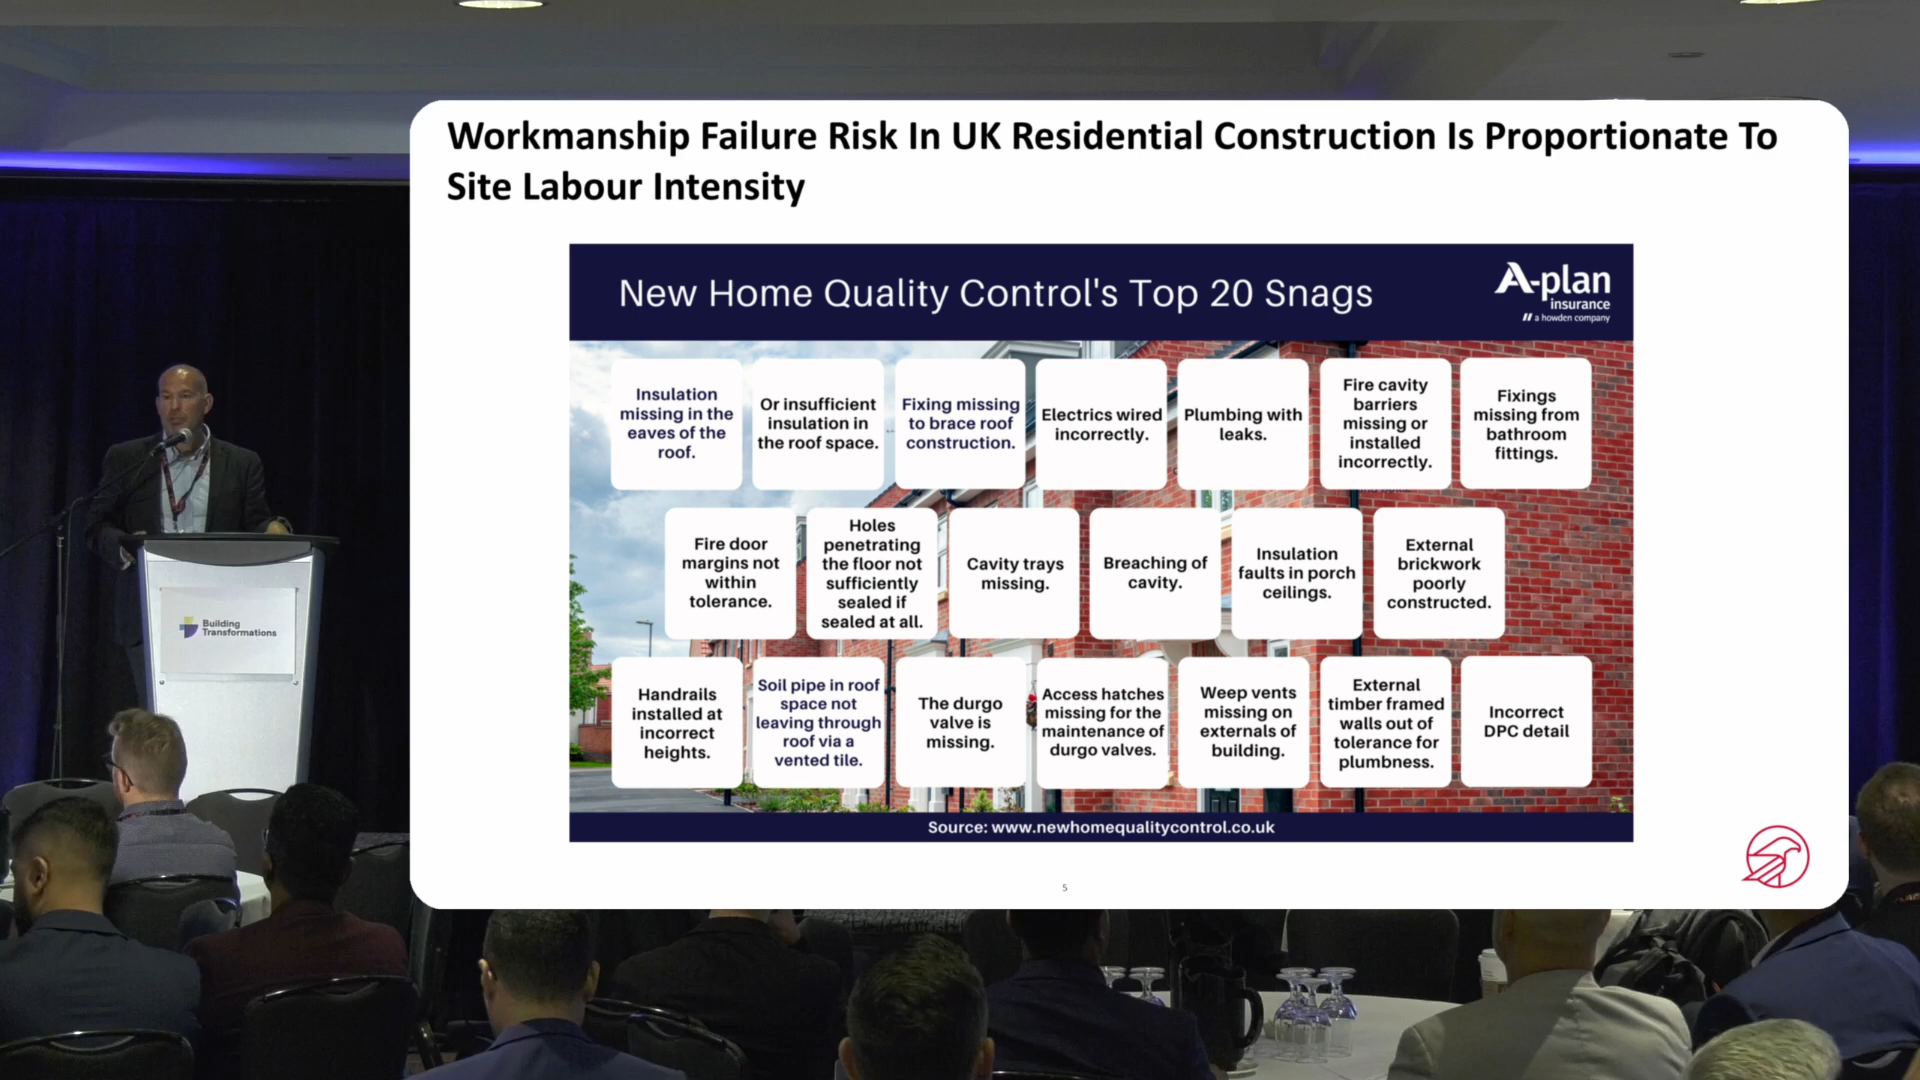 Workmanship Failure Risk In UK Residential Construction Is Proportionate To
Site Labour Intensity
New Home Quality Control's Top 20 Snags
A-plan
insurance
// a howden company
Insulation
missing in the
eaves of the
roof.
Or insufficient
insulation in
the roof space.
Fixing missing
to brace roof
construction.
Electrics wired
incorrectly.
Plumbing with
leaks.
Fire cavity
barriers
missing or
installed
incorrectly.
Fixings
missing from
bathroom
fittings.
Fire door
margins not
within
tolerance.
Holes
penetrating
the floor not
sufficiently
sealed if
sealed at all.
Cavity trays
missing.
Breaching of
cavity.
Insulation
faults in porch
ceilings.
External
brickwork
poorly
constructed.
Handrails
installed at
incorrect
heights.
Soil pipe in roof
space not
leaving through
roof via a
vented tile.
The durgo
valve is
missing.
Access hatches
missing for the
maintenance of
durgo valves.
Weep vents
missing on
externals of
building.
External
timber framed
walls out of
tolerance for
plumbness.
Incorrect
DPC detail
Source: www.newhomequalitycontrol.co.uk
5
Building
Transformations